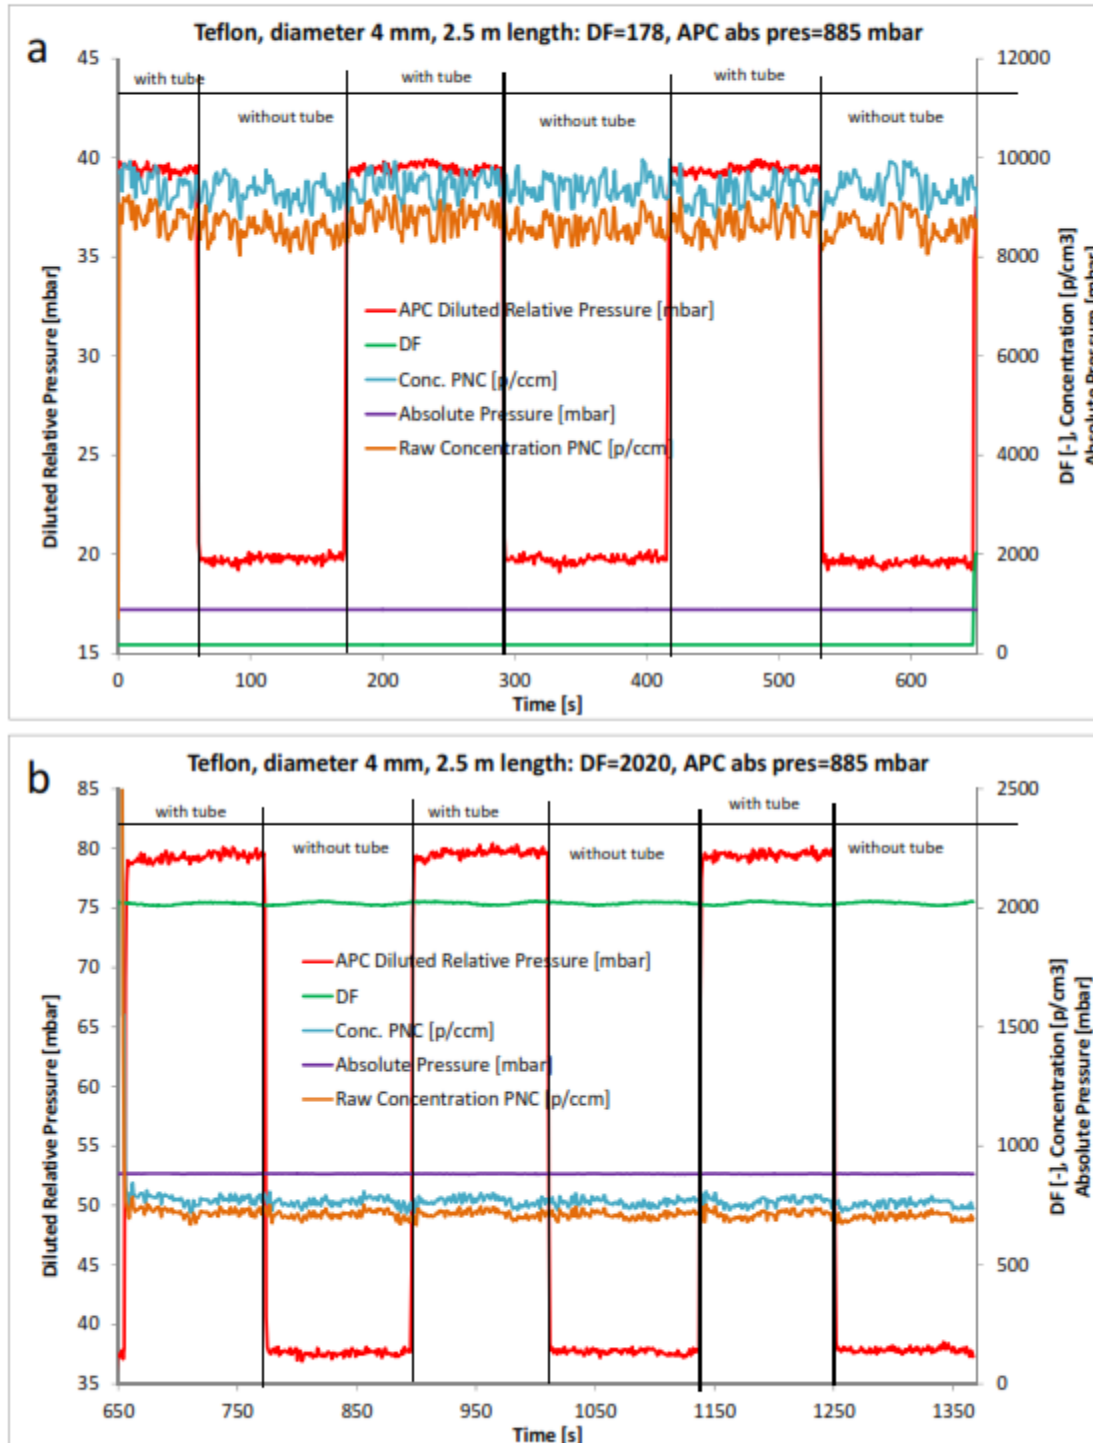 a
Teflon, diameter 4 mm, 2.5 m length: DF=178, APC abs pres=885 mbar
45
40
35
30
25
20
15
Diluted Relative Pressure [mbar]
with tube
without tube
with tube
without tube
with tube
without tube
APC Diluted Relative Pressure [mbar]
DF
Conc. PNC [p/ccm]
Absolute Pressure [mbar]
Raw Concentration PNC [p/ccm]
12000
10000
8000
6000
4000
2000
0
DF [-], Concentration [p/cm3]
Absolute Pressure [mbar]
0 100 200 300 400 500 600
Time [s]
b
Teflon, diameter 4 mm, 2.5 m length: DF=2020, APC abs pres=885 mbar
85
80
75
70
65
60
55
50
45
40
35
Diluted Relative Pressure [mbar]
with tube
without tube
with tube
without tube
with tube
without tube
APC Diluted Relative Pressure [mbar]
DF
Conc. PNC [p/ccm]
Absolute Pressure [mbar]
Raw Concentration PNC [p/ccm]
2500
2000
1500
1000
500
0
DF [-], Concentration [p/cm3]
Absolute Pressure [mbar]
650 750 850 950 1050 1150 1250 1350
Time [s]